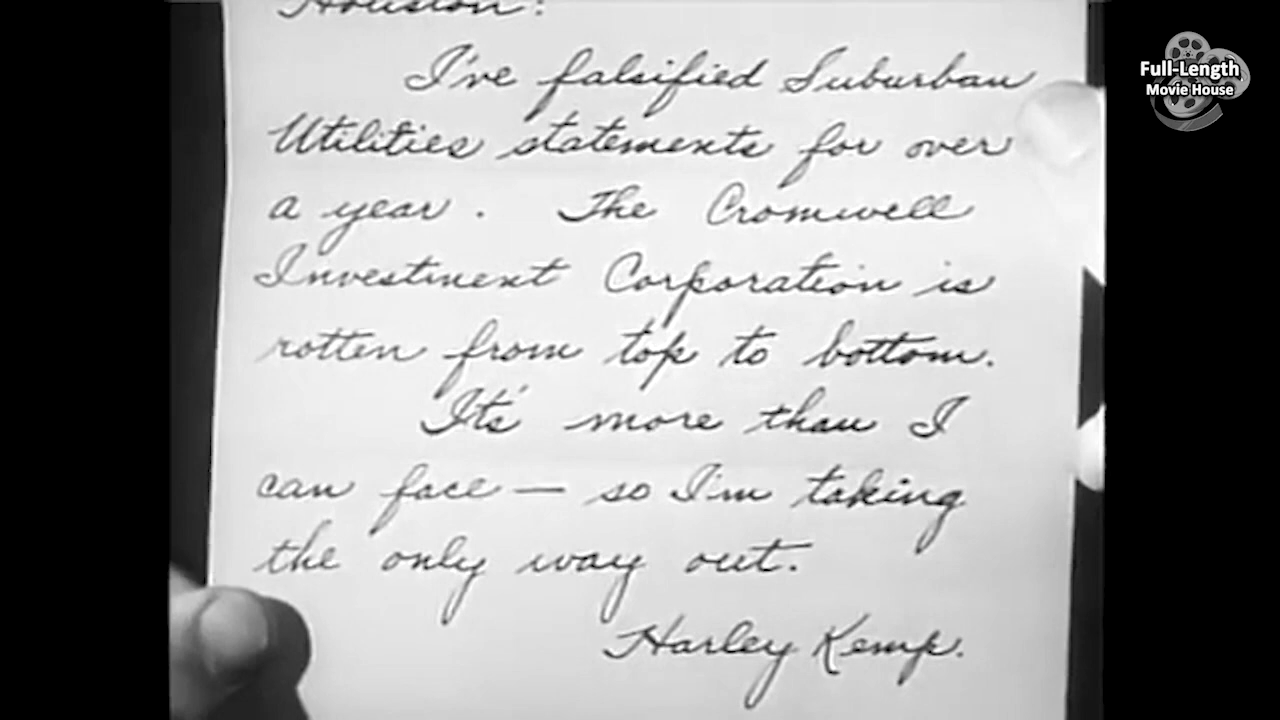 Houston:
I've falsified Suburban
Utilities statements for over
a year. The Cromwell
Investment Corporation is
rotten from top to bottom.
It's more than I
can face — so I'm taking
the only way out.
Harley Kemp.
Full-Length
Movie House